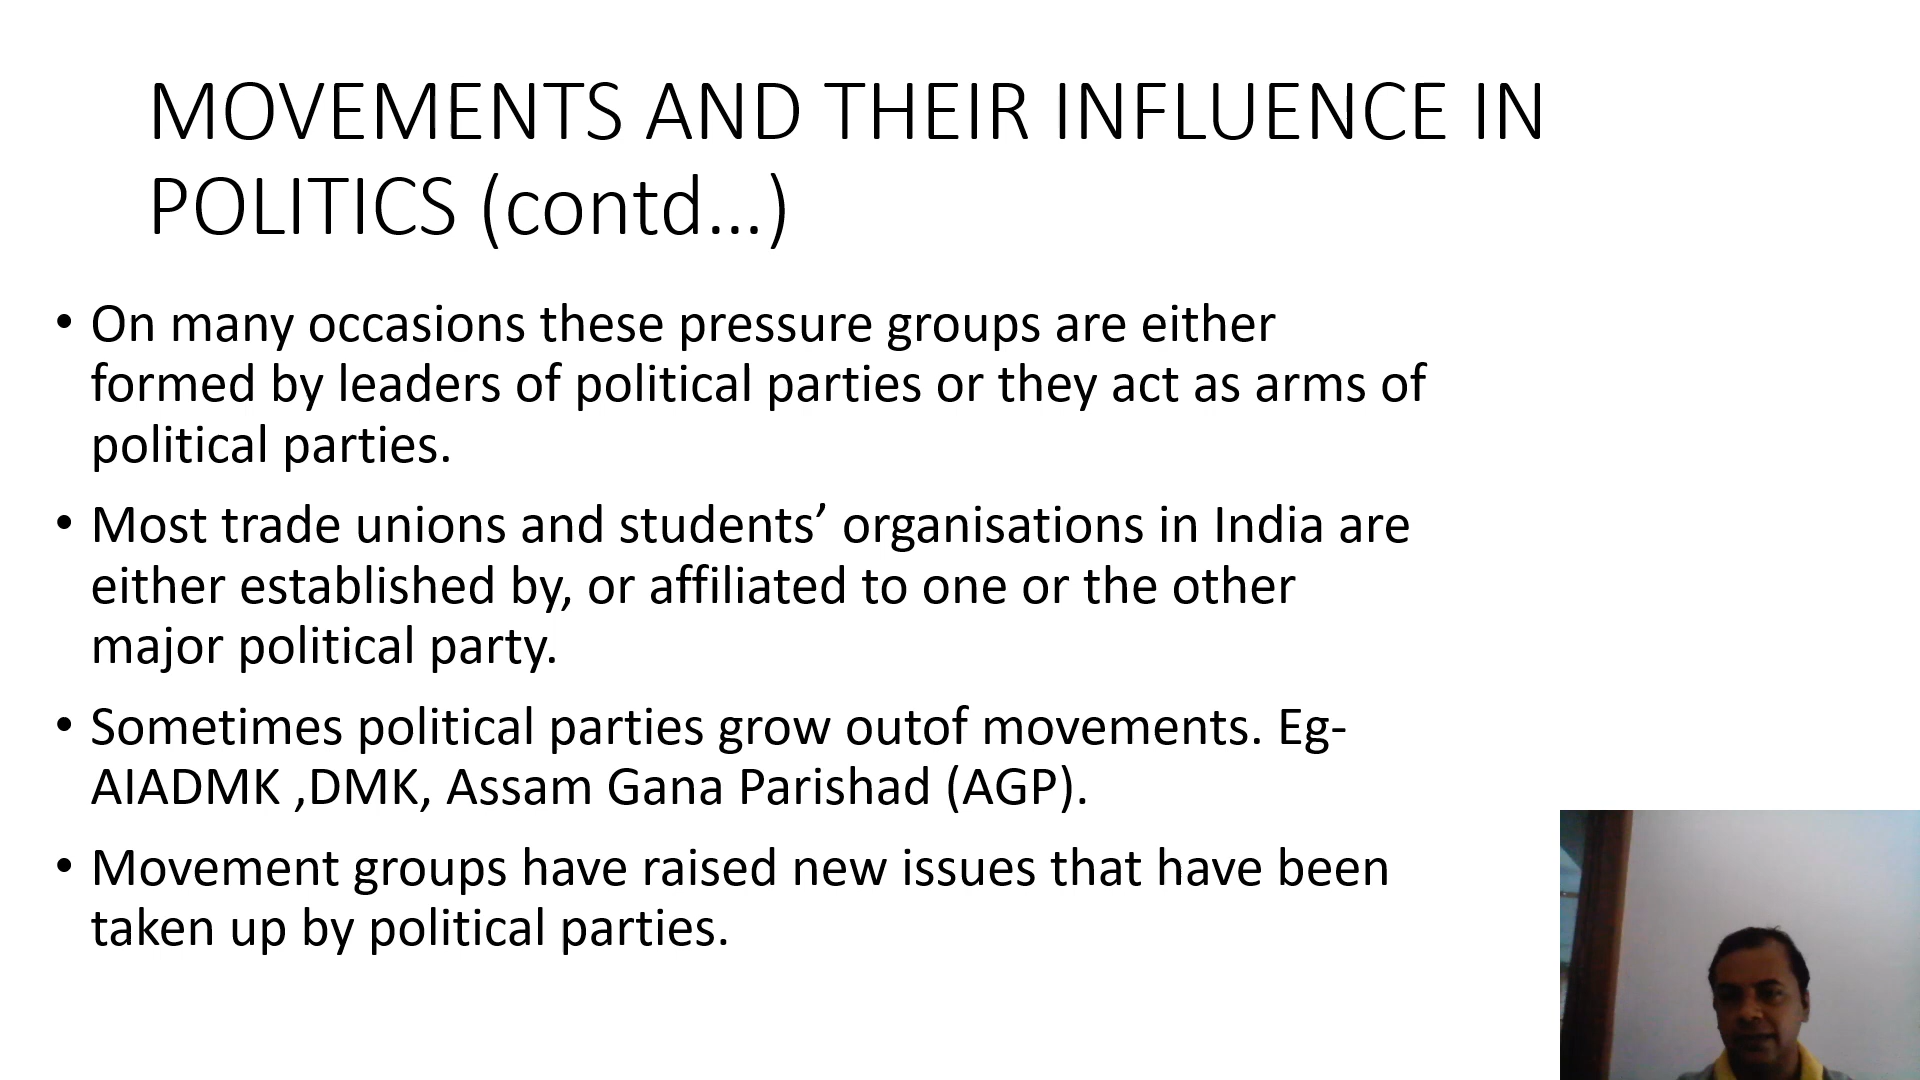 MOVEMENTS AND THEIR INFLUENCE IN
POLITICS (contd...)
• On many occasions these pressure groups are either
formed by leaders of political parties or they act as arms of
political parties.
• Most trade unions and students’ organisations in India are
either established by, or affiliated to one or the other
major political party.
• Sometimes political parties grow outof movements. Eg-
AIADMK ,DMK, Assam Gana Parishad (AGP).
• Movement groups have raised new issues that have been
taken up by political parties.